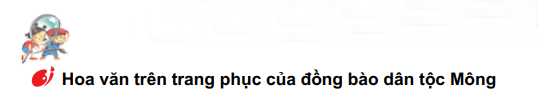 Hoa văn trên trang phục của đồng bào dân tộc Mông